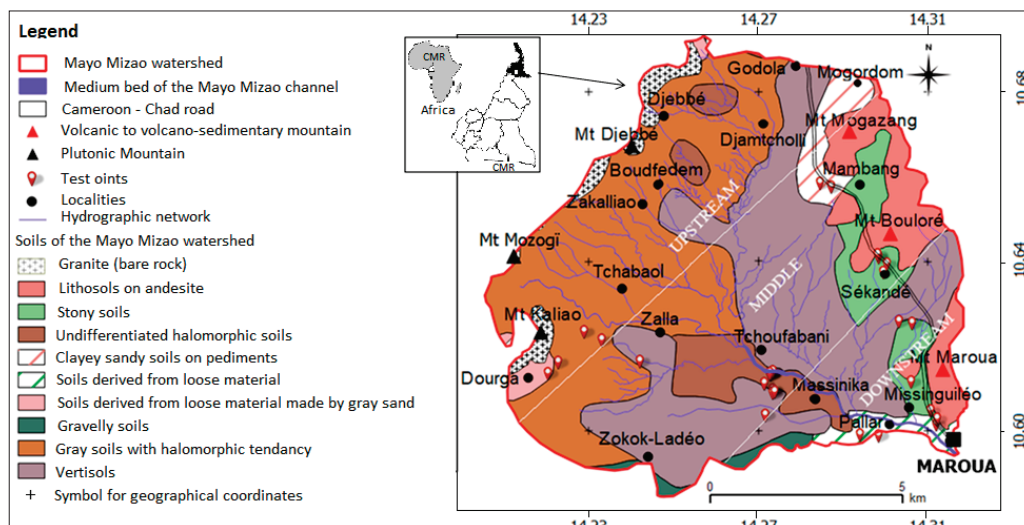 Legend
Mayo Mizao watershed
Medium bed of the Mayo Mizao channel
Cameroon - Chad road
Volcanic to volcano-sedimentary mountain
Plutonic Mountain
Test oints
Localities
Hydrographic network
Soils of the Mayo Mizao watershed
Granite (bare rock)
Lithosols on andesite
Stony soils
Undifferentiated halomorphic soils
Clayey sandy soils on pediments
Soils derived from loose material
Soils derived from loose material made by gray sand
Gravelly soils
Gray soils with halomorphic tendancy
Vertisols
Symbol for geographical coordinates
CMR
Africa
CMR
14.23
14.27
14.31
N
10.68
10.64
10.60
Godola
Mogordom
Djebbé
Mt Mogazang
Mt Djebbé
Djamtcholli
Boudfedem
Mambang
Zakalliao
UPSTREAM
Mt Bouloré
Mt Mozogï
Tchabaol
MIDDLE
Sékandé
Mt Kaliao
Zalla
Tchoufabani
DOWNSTREAM
Mt Maroua
Dourga
Massinika
Missinguiléo
Pallar
Zokok-Ladéo
MAROUA
0
5
km
14.23
14.27
14.31